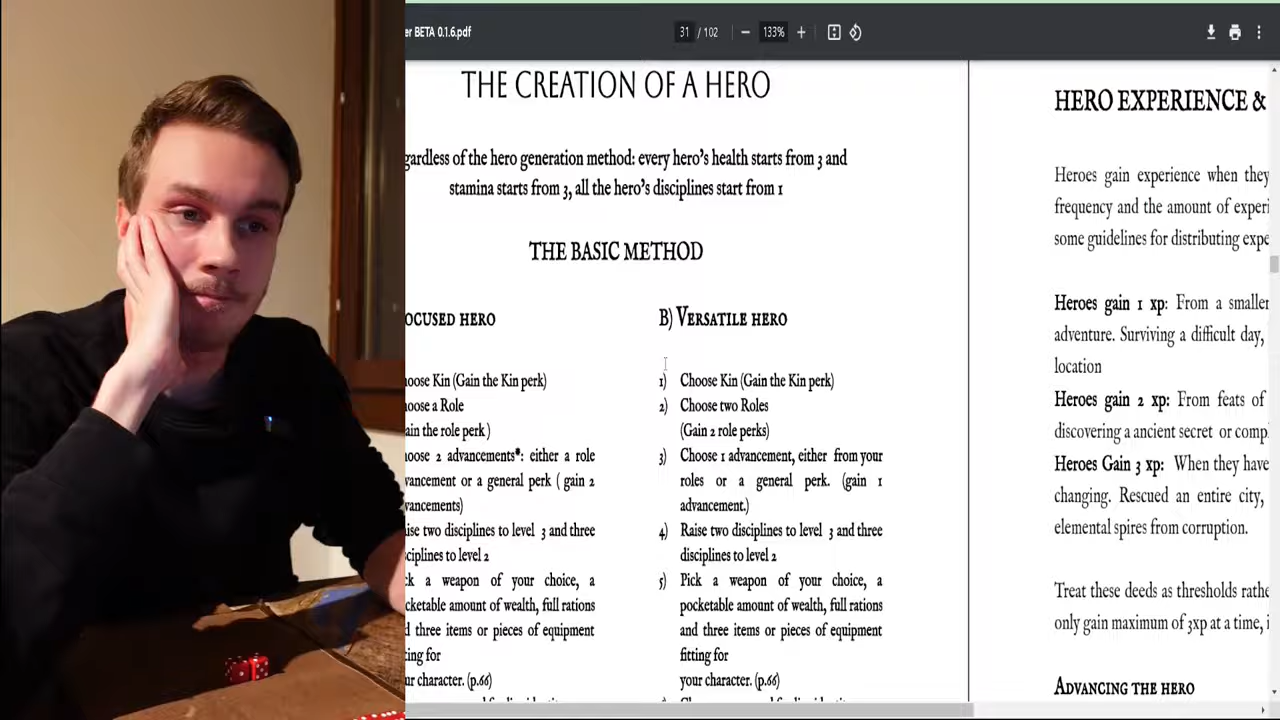 er BETA 0.1.6.pdf
31 / 102
133%
THE CREATION OF A HERO
gardless of the hero generation method: every hero's health starts from 3 and
stamina starts from 3, all the hero's disciplines start from 1
THE BASIC METHOD
OCUSED HERO
oose Kin (Gain the Kin perk)
oose a Role
ain the role perk )
oose 2 advancements*: either a role
vancement or a general perk ( gain 2
vancements)
ise two disciplines to level 3 and three
ciplines to level 2
ck a weapon of your choice, a
cketable amount of wealth, full rations
d three items or pieces of equipment
ting for
ur character. (p.66)
B) VERSATILE HERO
1) Choose Kin (Gain the Kin perk)
2) Choose two Roles
(Gain 2 role perks)
3) Choose 1 advancement, either from your
roles or a general perk. (gain 1
advancement.)
4) Raise two disciplines to level 3 and three
disciplines to level 2
5) Pick a weapon of your choice, a
pocketable amount of wealth, full rations
and three items or pieces of equipment
fitting for
your character. (p.66)
HERO EXPERIENCE &
Heroes gain experience when they
frequency and the amount of experi
some guidelines for distributing expe
Heroes gain 1 xp: From a smaller
adventure. Surviving a difficult day,
location
Heroes gain 2 xp: From feats of
discovering a ancient secret or comp
Heroes Gain 3 xp: When they have
changing. Rescued an entire city,
elemental spires from corruption.
Treat these deeds as thresholds rathe
only gain maximum of 3xp at a time, i
ADVANCING THE HERO